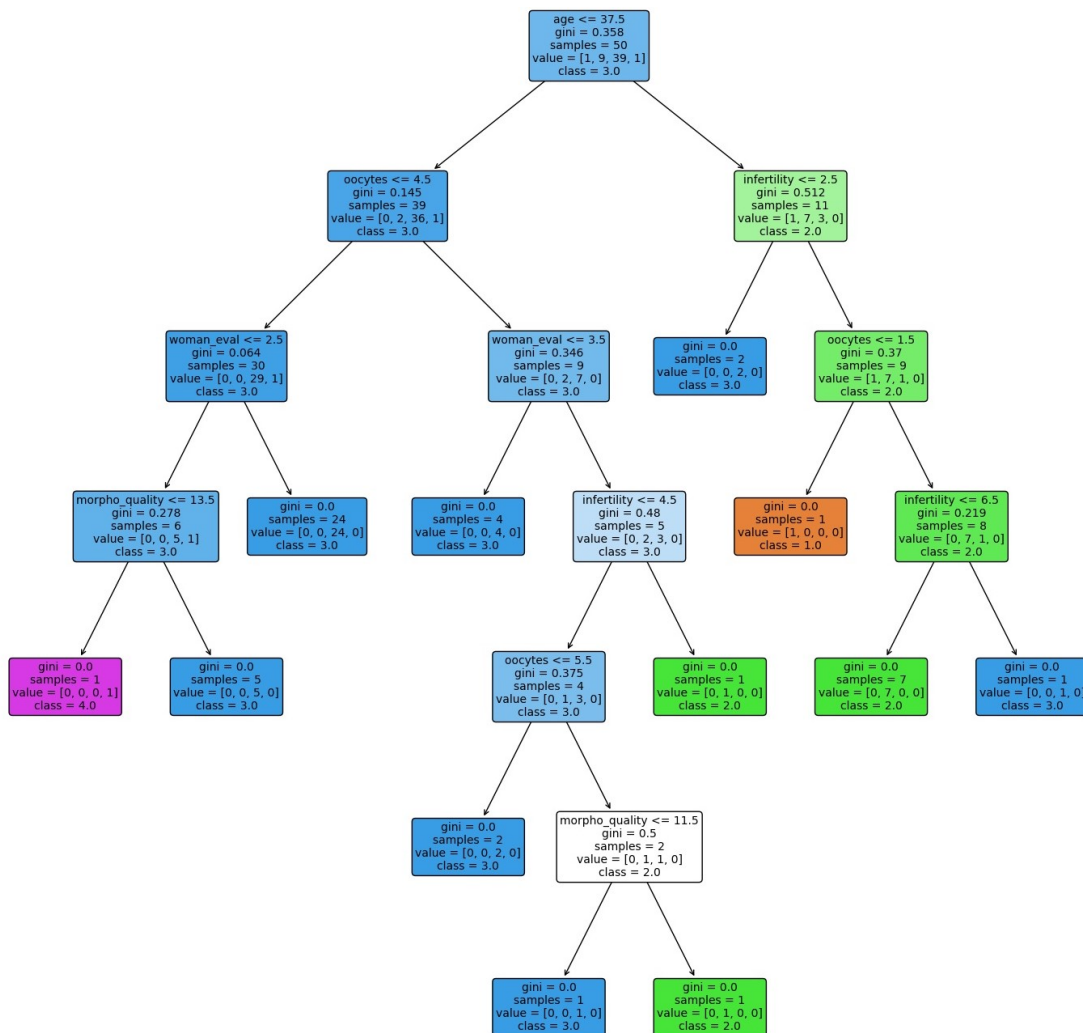 age <= 37.5
gini = 0.358
samples = 50
value = [1, 9, 39, 1]
class = 3.0
oocytes <= 4.5
gini = 0.145
samples = 39
value = [0, 2, 36, 1]
class = 3.0
infertility <= 2.5
gini = 0.512
samples = 11
value = [1, 7, 3, 0]
class = 2.0
woman_eval <= 2.5
gini = 0.064
samples = 30
value = [0, 0, 29, 1]
class = 3.0
woman_eval <= 3.5
gini = 0.346
samples = 9
value = [0, 2, 7, 0]
class = 3.0
gini = 0.0
samples = 2
value = [0, 0, 2, 0]
class = 3.0
oocytes <= 1.5
gini = 0.37
samples = 9
value = [1, 7, 1, 0]
class = 2.0
morpho_quality <= 13.5
gini = 0.278
samples = 6
value = [0, 0, 5, 1]
class = 3.0
gini = 0.0
samples = 24
value = [0, 0, 24, 0]
class = 3.0
gini = 0.0
samples = 4
value = [0, 0, 4, 0]
class = 3.0
infertility <= 4.5
gini = 0.48
samples = 5
value = [0, 2, 3, 0]
class = 3.0
gini = 0.0
samples = 1
value = [1, 0, 0, 0]
class = 1.0
infertility <= 6.5
gini = 0.219
samples = 8
value = [0, 7, 1, 0]
class = 2.0
gini = 0.0
samples = 1
value = [0, 0, 0, 1]
class = 4.0
gini = 0.0
samples = 5
value = [0, 0, 5, 0]
class = 3.0
oocytes <= 5.5
gini = 0.375
samples = 4
value = [0, 1, 3, 0]
class = 3.0
gini = 0.0
samples = 1
value = [0, 1, 0, 0]
class = 2.0
gini = 0.0
samples = 7
value = [0, 7, 0, 0]
class = 2.0
gini = 0.0
samples = 1
value = [0, 0, 1, 0]
class = 3.0
gini = 0.0
samples = 2
value = [0, 0, 2, 0]
class = 3.0
morpho_quality <= 11.5
gini = 0.5
samples = 2
value = [0, 1, 1, 0]
class = 2.0
gini = 0.0
samples = 1
value = [0, 0, 1, 0]
class = 3.0
gini = 0.0
samples = 1
value = [0, 1, 0, 0]
class = 2.0